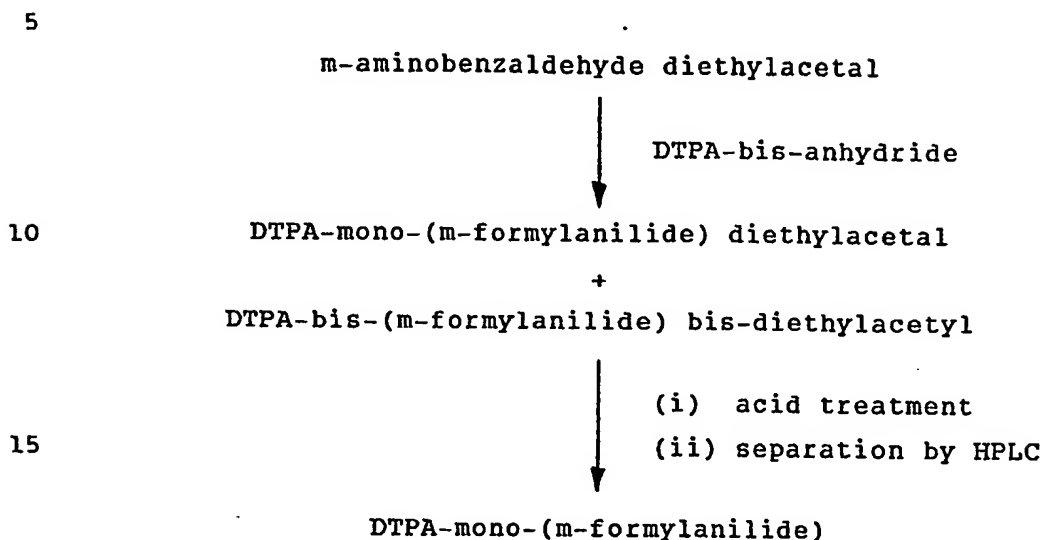 5
m-aminobenzaldehyde diethylacetal
DTPA-bis-anhydride
10 DTPA-mono-(m-formylanilide) diethylacetal
+
DTPA-bis-(m-formylanilide) bis-diethylacetyl
(i) acid treatment
15 (ii) separation by HPLC
DTPA-mono-(m-formylanilide)